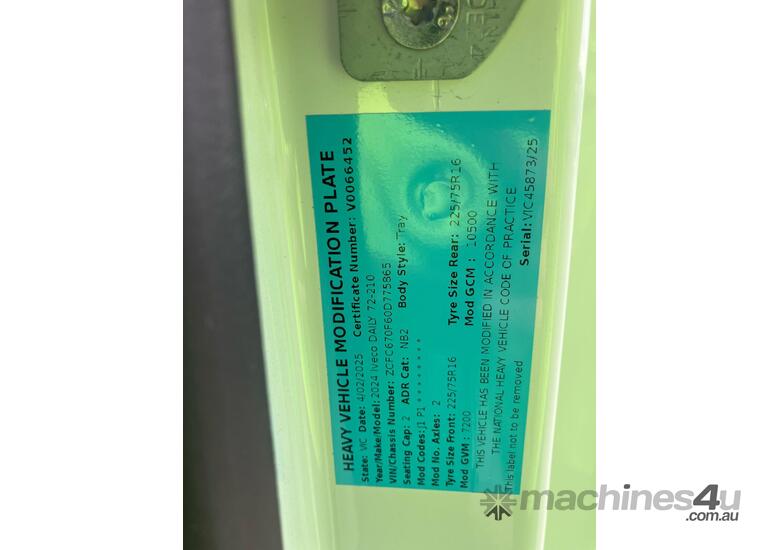 HEAVY VEHICLE MODIFICATION PLATE
State: VIC Date: 4/02/2025 Certificate Number: V0066452
Year/Make/Model: 2024 Iveco DAILY 72-210
VIN/Chassis Number: ZCFC670F60D775865
Seating Cap: 2 ADR Cat: NB2 Body Style: Tray
Mod Codes: J1 P1 * * * * * * * *
Mod No. Axles: 2
Tyre Size Front: 225/75R16 Tyre Size Rear: 225/75R16
Mod GVM : 7200 Mod GCM : 10500
THIS VEHICLE HAS BEEN MODIFIED IN ACCORDANCE WITH
THE NATIONAL HEAVY VEHICLE CODE OF PRACTICE
This label not to be removed Serial: VIC45873/25
machines4u
.com.au